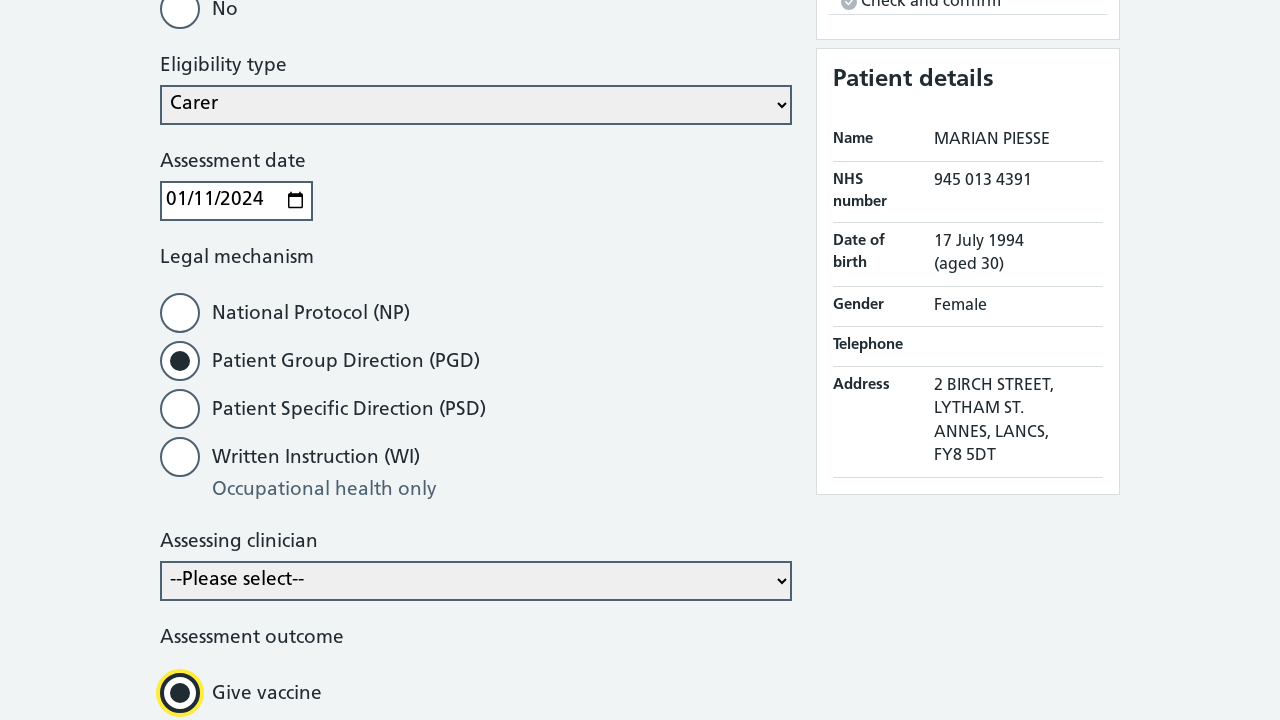 No
Eligibility type
Carer
Assessment date
01/11/2024
Legal mechanism
National Protocol (NP)
Patient Group Direction (PGD)
Patient Specific Direction (PSD)
Written Instruction (WI)
Occupational health only
Assessing clinician
--Please select--
Assessment outcome
Give vaccine
Check and confirm
Patient details
Name MARIAN PIESSE
NHS number 945 013 4391
Date of birth 17 July 1994
(aged 30)
Gender Female
Telephone
Address 2 BIRCH STREET,
LYTHAM ST.
ANNES, LANCS,
FY8 5DT